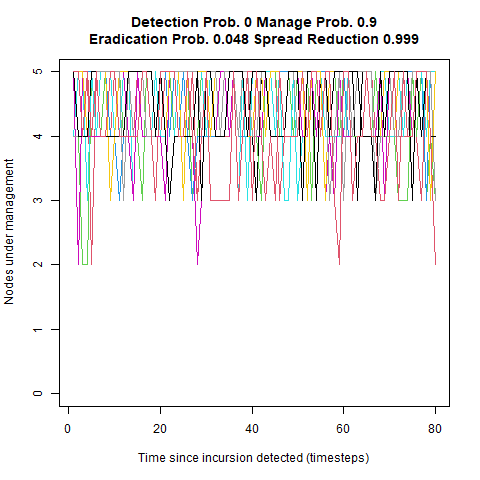 Detection Prob. 0 Manage Prob. 0.9
Eradication Prob. 0.048 Spread Reduction 0.999
Nodes under management
5
4
3
2
1
0
0 20 40 60 80
Time since incursion detected (timesteps)